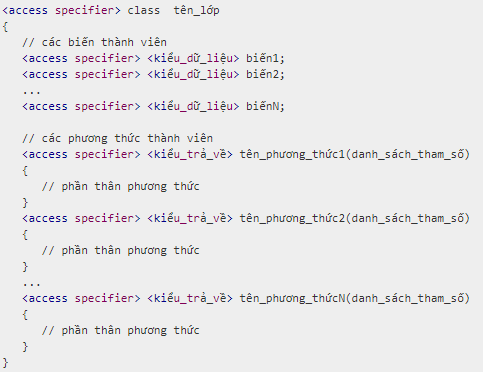 <access specifier> class  tên_lớp
{
   // các biến thành viên
   <access specifier> <kiểu_dữ_liệu> biến1;
   <access specifier> <kiểu_dữ_liệu> biến2;
   ...
   <access specifier> <kiểu_dữ_liệu> biếnN;

   // các phương thức thành viên
   <access specifier> <kiểu_trả_về> tên_phương_thức1(danh_sách_tham_số)
   {
      // phần thân phương thức
   }
   <access specifier> <kiểu_trả_về> tên_phương_thức2(danh_sách_tham_số)
   {
      // phần thân phương thức
   }
   ...
   <access specifier> <kiểu_trả_về> tên_phương_thứcN(danh_sách_tham_số)
   {
      // phần thân phương thức
   }
}